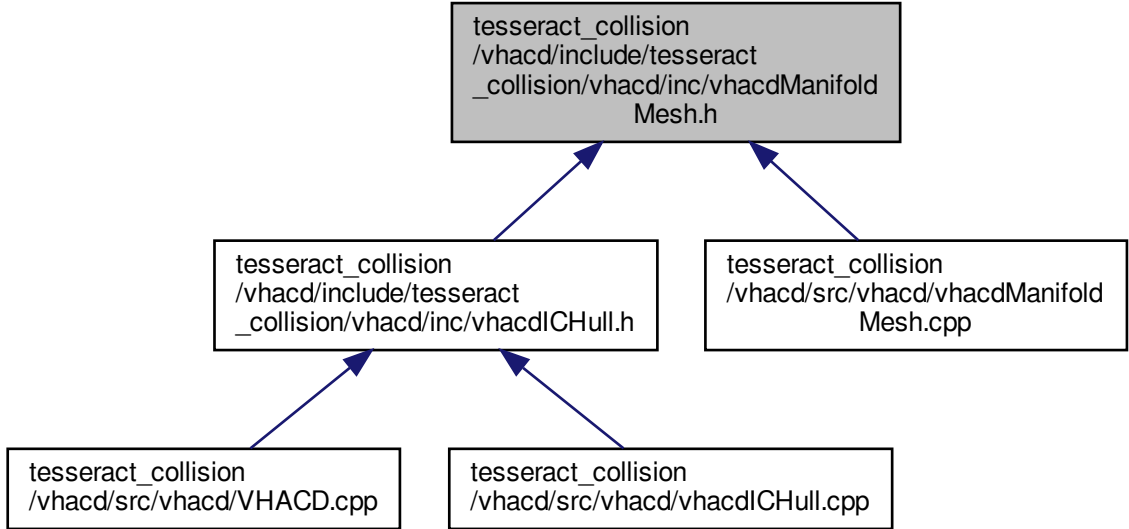 tesseract_collision
/vhacd/include/tesseract
_collision/vhacd/inc/vhacdManifold
Mesh.h
tesseract_collision
/vhacd/include/tesseract
_collision/vhacd/inc/vhacdICHull.h
tesseract_collision
/vhacd/src/vhacd/vhacdManifold
Mesh.cpp
tesseract_collision
/vhacd/src/vhacd/VHACD.cpp
tesseract_collision
/vhacd/src/vhacd/vhacdICHull.cpp